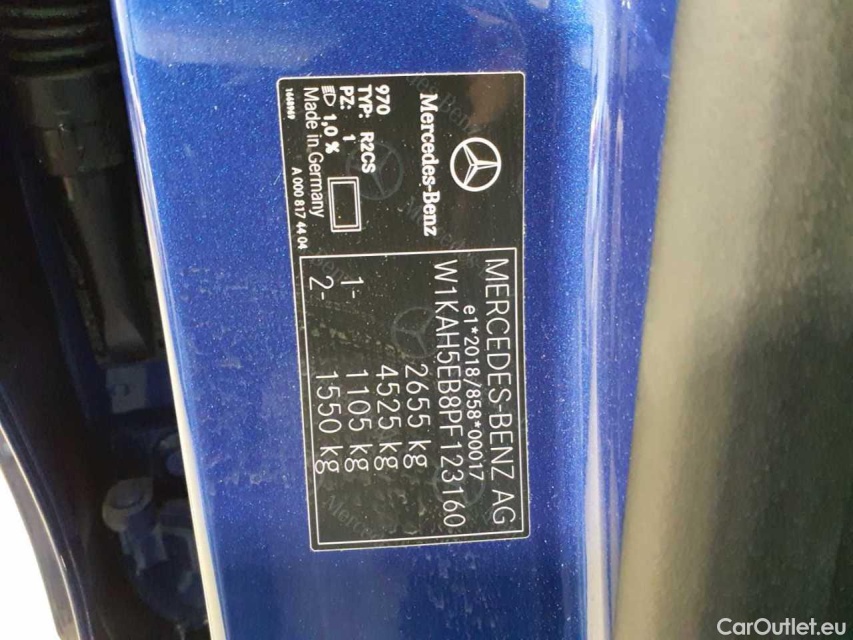 Mercedes-Benz
970
TYP: R2CS
PZ: 1
1,0 %
Made in Germany
1644969
A 000 817 44 04
MERCEDES-BENZ AG
e1*2018/858*00017
W1KAH5EB8PF123160
2655 kg
4525 kg
1- 1105 kg
2- 1550 kg
CarOutlet.eu